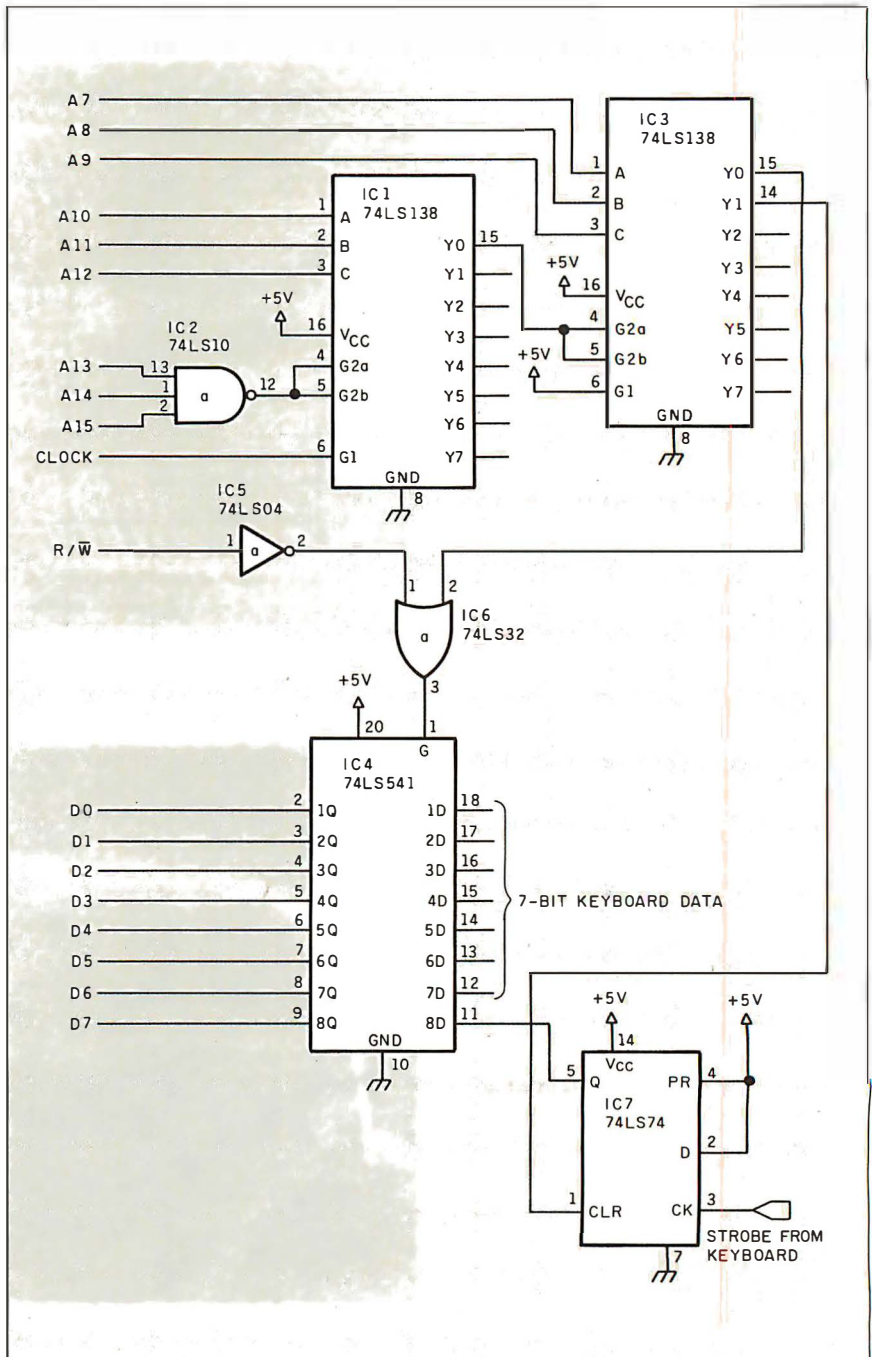 A7
A8
A9
IC3
74LS138
1 A Y0 15
2 B Y1 14
3 C Y2
Y3
+5V
16 VCC Y4
4 G2a Y5
5 G2b Y6
+5V
6 G1 Y7
GND
8
IC1
74LS138
A10 1 A
A11 2 B Y0 15
A12 3 C Y1
Y2
+5V
16 VCC Y3
IC2
74LS10
4 G2a Y4
A13 13
A14 1 a 12 5 G2b Y5
A15 2
Y6
CLOCK 6 G1 Y7
GND
8
IC5
74LS04
R/W̅ 1 a 2
1 2
IC6
74LS32
a
3
+5V
20 1
G
IC4
74LS541
D0 2 1Q 1D 18
D1 3 2Q 2D 17
D2 4 3Q 3D 16
D3 5 4Q 4D 15
7-BIT KEYBOARD DATA
D4 6 5Q 5D 14
D5 7 6Q 6D 13
D6 8 7Q 7D 12
D7 9 8Q 8D 11
GND
10
+5V +5V
14
VCC
5 Q PR 4
IC7
74LS74
D 2
1 CLR CK 3
STROBE FROM
KEYBOARD
7